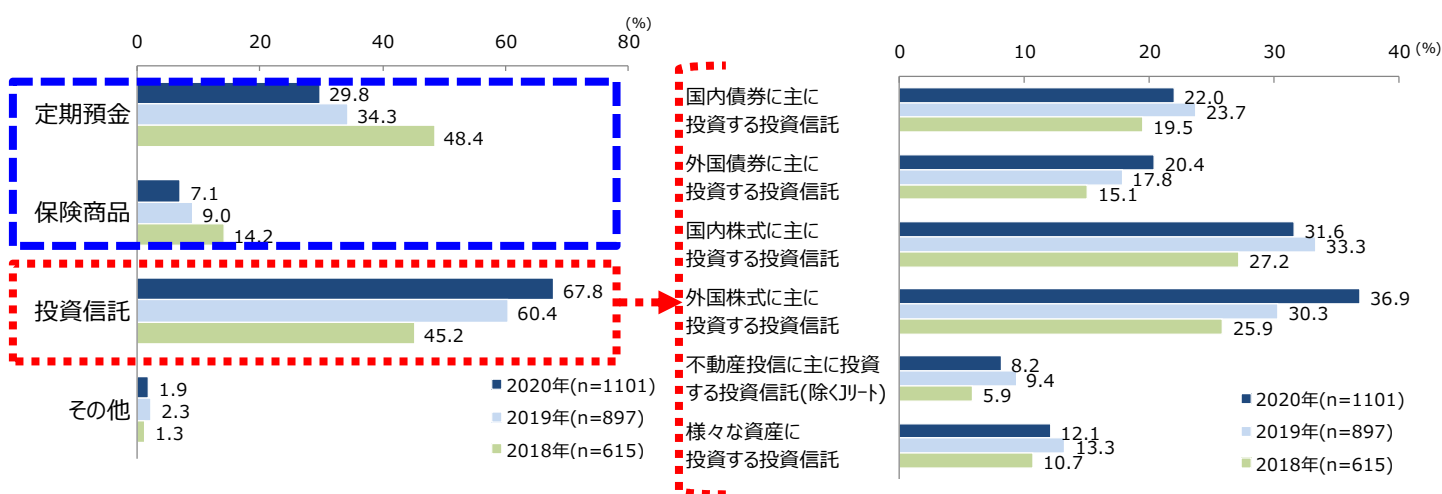 (%)
0 20 40 60 80
定期預金
29.8
34.3
48.4
保険商品
7.1
9.0
14.2
投資信託
67.8
60.4
45.2
その他
1.9
2.3
1.3
■2020年(n=1101)
■2019年(n=897)
■2018年(n=615)
0 10 20 30 40 (%)
国内債券に主に
投資する投資信託
22.0
23.7
19.5
外国債券に主に
投資する投資信託
20.4
17.8
15.1
国内株式に主に
投資する投資信託
31.6
33.3
27.2
外国株式に主に
投資する投資信託
36.9
30.3
25.9
不動産投信に主に投資
する投資信託(除くJリート)
8.2
9.4
5.9
様々な資産に
投資する投資信託
12.1
13.3
10.7
■2020年(n=1101)
■2019年(n=897)
■2018年(n=615)